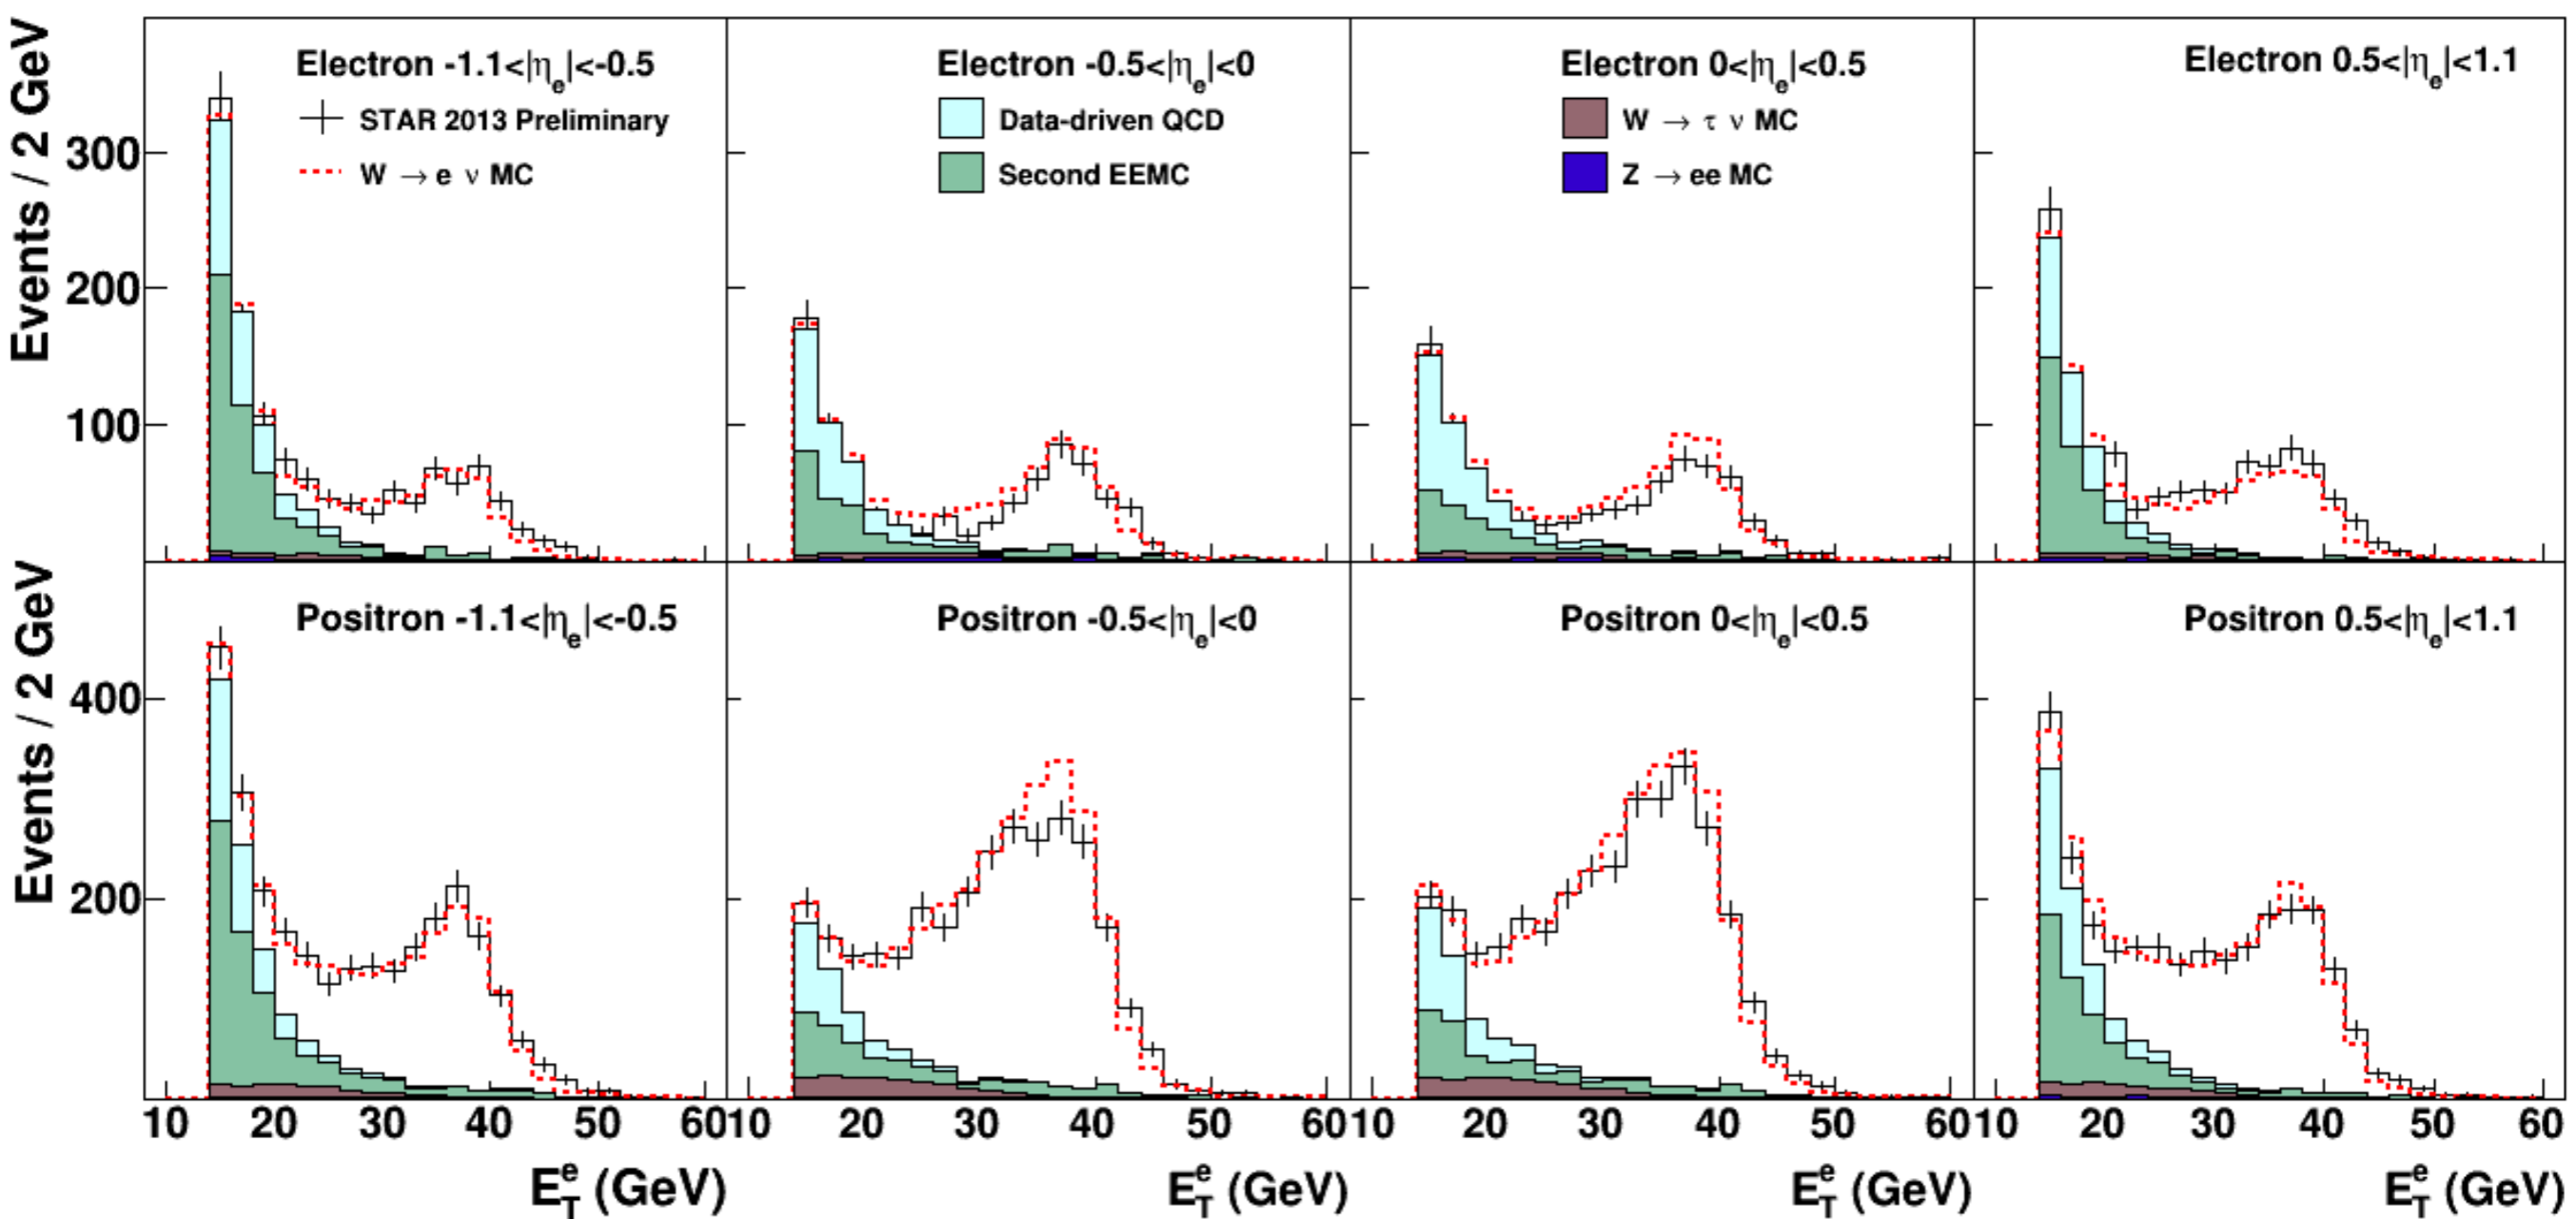 Events / 2 GeV
300
200
100
Electron -1.1<|η_e|<-0.5
STAR 2013 Preliminary
W → e ν MC
Electron -0.5<|η_e|<0
Data-driven QCD
Second EEMC
Electron 0<|η_e|<0.5
W → τ ν MC
Z → ee MC
Electron 0.5<|η_e|<1.1
Events / 2 GeV
400
200
Positron -1.1<|η_e|<-0.5
Positron -0.5<|η_e|<0
Positron 0<|η_e|<0.5
Positron 0.5<|η_e|<1.1
10 20 30 40 50 60
10 20 30 40 50 60
10 20 30 40 50 60
10 20 30 40 50 60
E_T^e (GeV)
E_T^e (GeV)
E_T^e (GeV)
E_T^e (GeV)